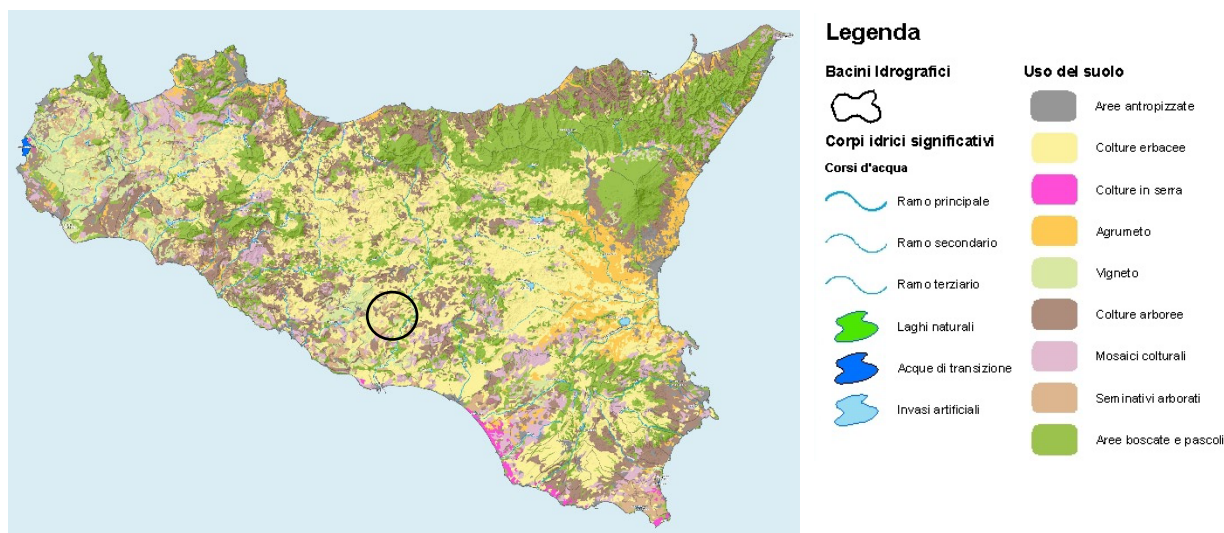 Legenda
Bacini Idrografici
Corpi idrici significativi
Corsi d'acqua
Ramo principale
Ramo secondario
Ramo terziario
Laghi naturali
Acque di transizione
Invasi artificiali
Uso del suolo
Aree antropizzate
Colture erbacee
Colture in serra
Agrumeto
Vigneto
Colture arboree
Mosaici colturali
Seminativi arborati
Aree boscate e pascoli